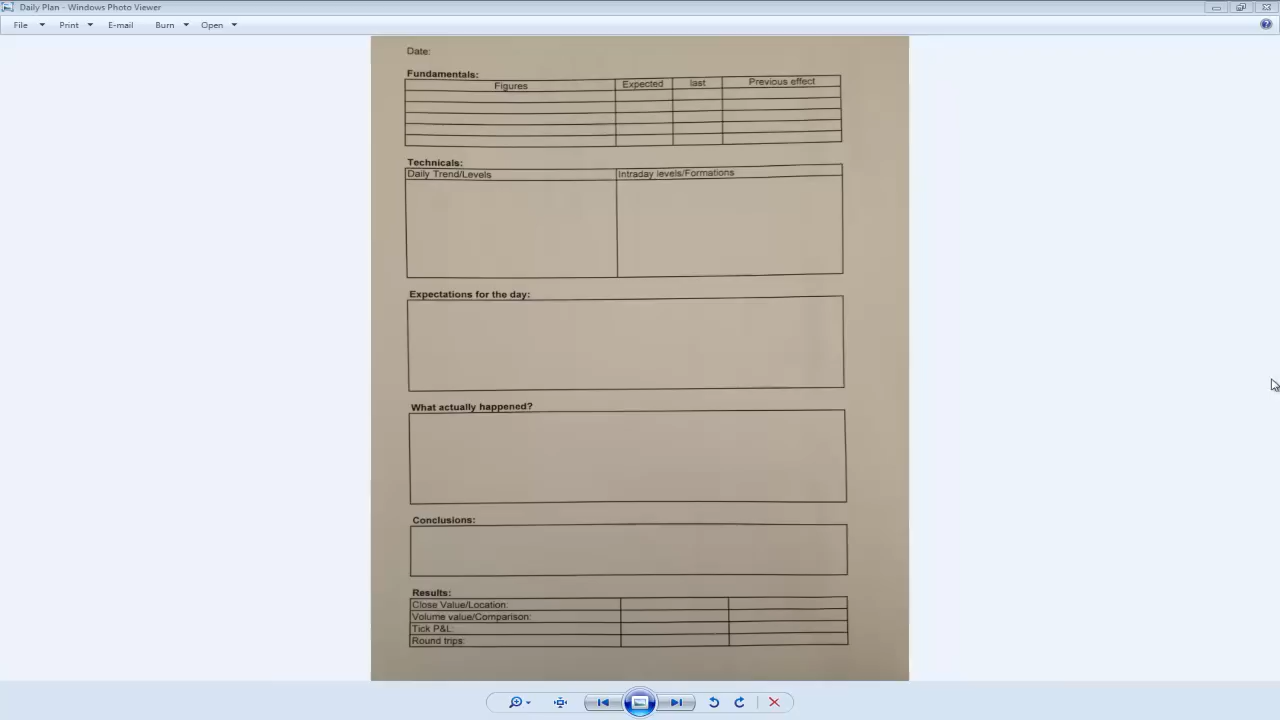 Daily Plan - Windows Photo Viewer
File Print E-mail Burn Open
Date:
Fundamentals:
Figures Expected last Previous effect
Technicals:
Daily Trend/Levels Intraday levels/Formations
Expectations for the day:
What actually happened?
Conclusions:
Results:
Close Value/Location:
Volume value/Comparison:
Tick P&L:
Round trips: